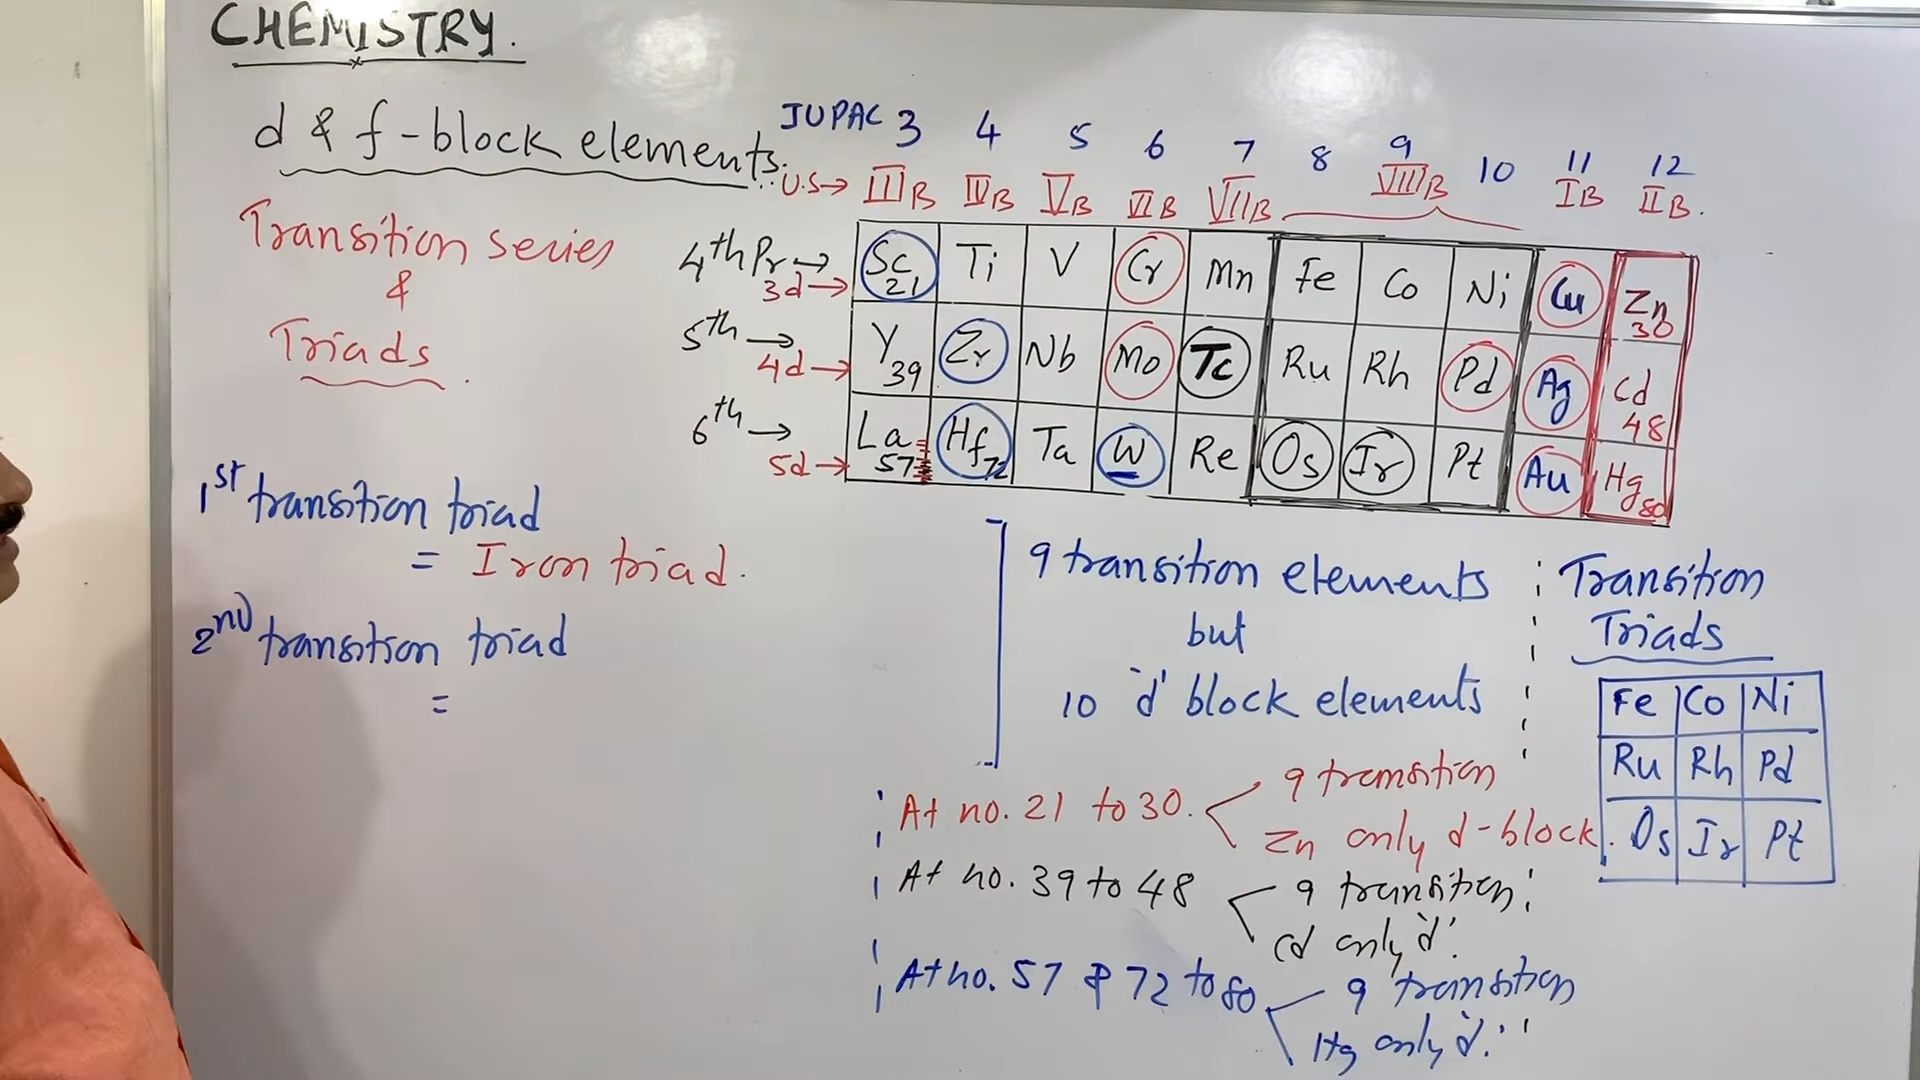 CHEMISTRY.
d & f-block elements.
Transition series
&
Triads.
IUPAC 3 4 5 6 7 8 9 10 11 12
U.S→ IIIB IVB VB VIB VIIB VIIIB IB IIB.
4th Pr→ Sc 21 Ti V Cr Mn Fe Co Ni Cu Zn 30
3d→
5th→ Y 39 Zr Nb Mo Tc Ru Rh Pd Ag Cd 48
4d→
6th→ La 57 Hf 72 Ta W Re Os Ir Pt Au Hg 80
5d→
1st transition triad
= Iron triad.
2nd transition triad
=
9 transition elements
but
10 'd' block elements
At no. 21 to 30. 9 transition
Zn only d-block.
At no. 39 to 48 9 transition
Cd only 'd'.
At no. 57 & 72 to 80 9 transition
Hg only 'd'.
Transition
Triads
Fe Co Ni
Ru Rh Pd
Os Ir Pt